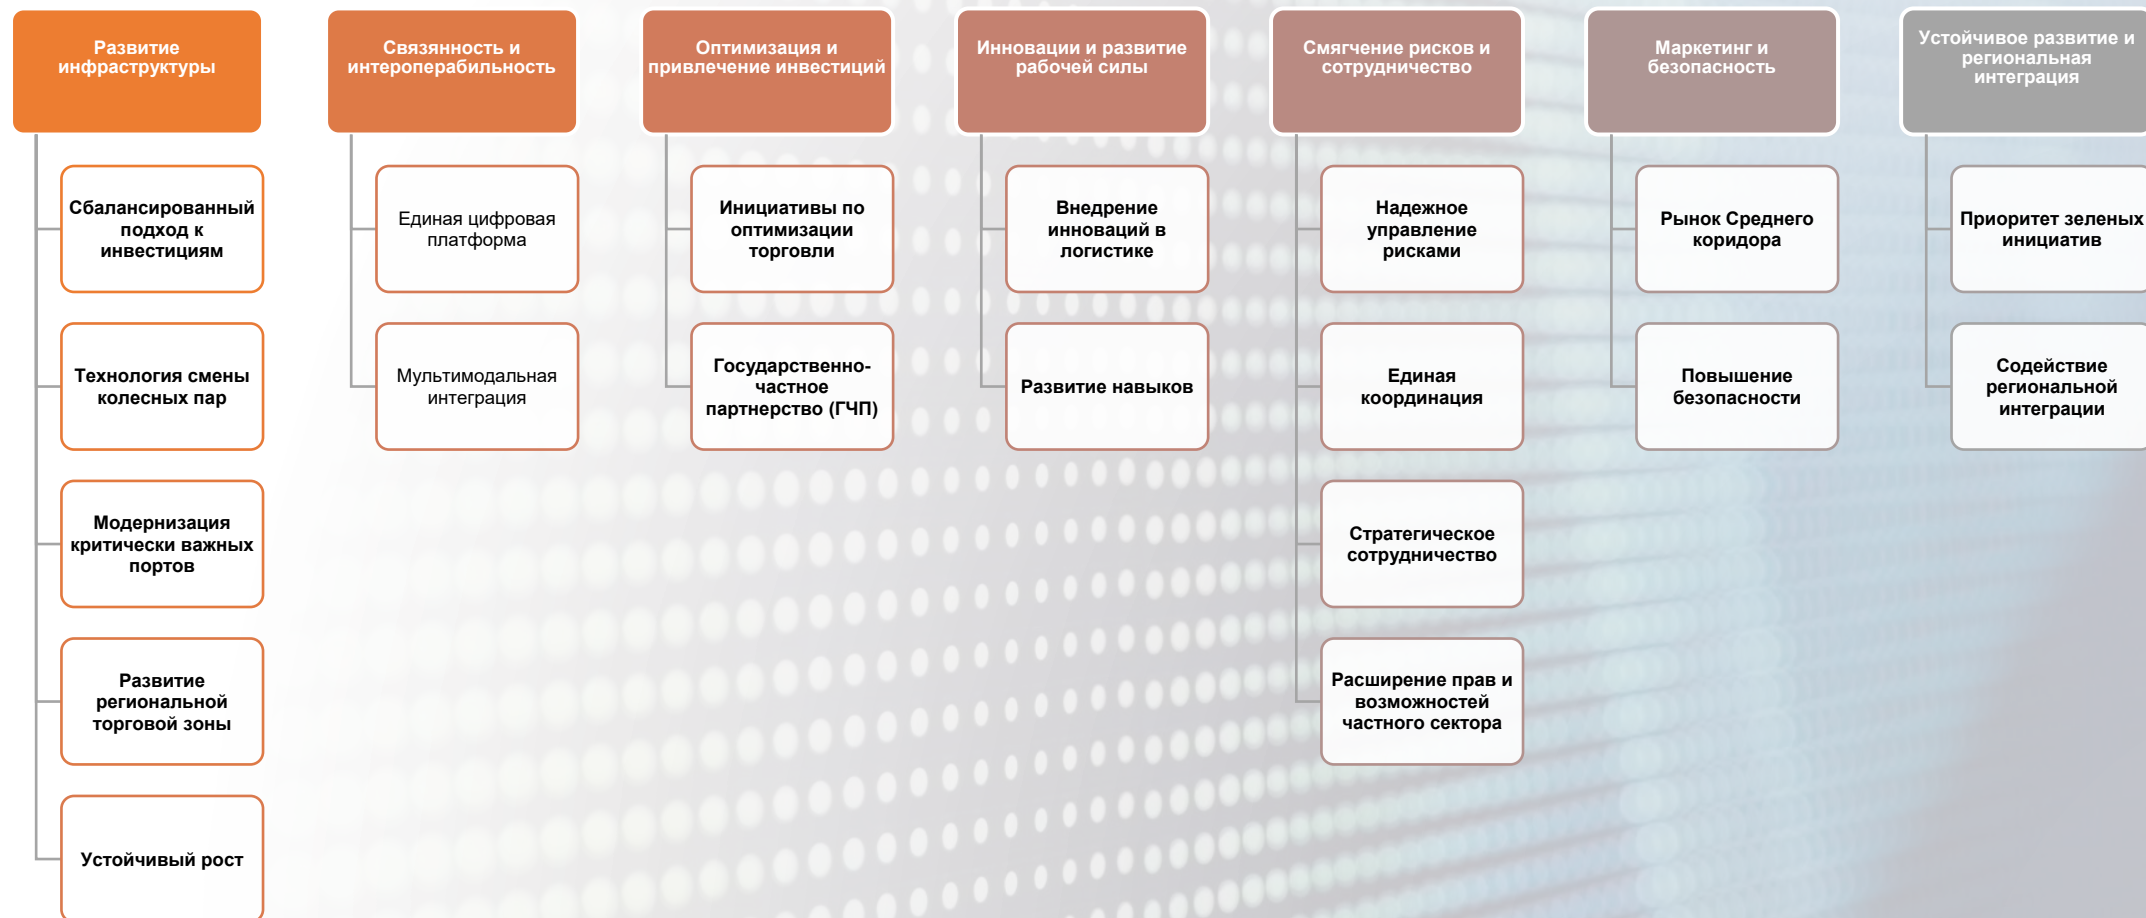 Развитие
инфраструктуры
Сбалансированный
подход к
инвестициям
Технология смены
колесных пар
Модернизация
критически важных
портов
Развитие
региональной
торговой зоны
Устойчивый рост
Связянность и
интероперабильность
Единая цифровая
платформа
Мультимодальная
интеграция
Оптимизация и
привлечение инвестиций
Инициативы по
оптимизации
торговли
Государственно-
частное
партнерство (ГЧП)
Инновации и развитие
рабочей силы
Внедрение
инноваций в
логистике
Развитие навыков
Смягчение рисков и
сотрудничество
Надежное
управление
рисками
Единая
координация
Стратегическое
сотрудничество
Расширение прав и
возможностей
частного сектора
Маркетинг и
безопасность
Рынок Среднего
коридора
Повышение
безопасности
Устойчивое развитие и
региональная
интеграция
Приоритет зеленых
инициатив
Содействие
региональной
интеграции